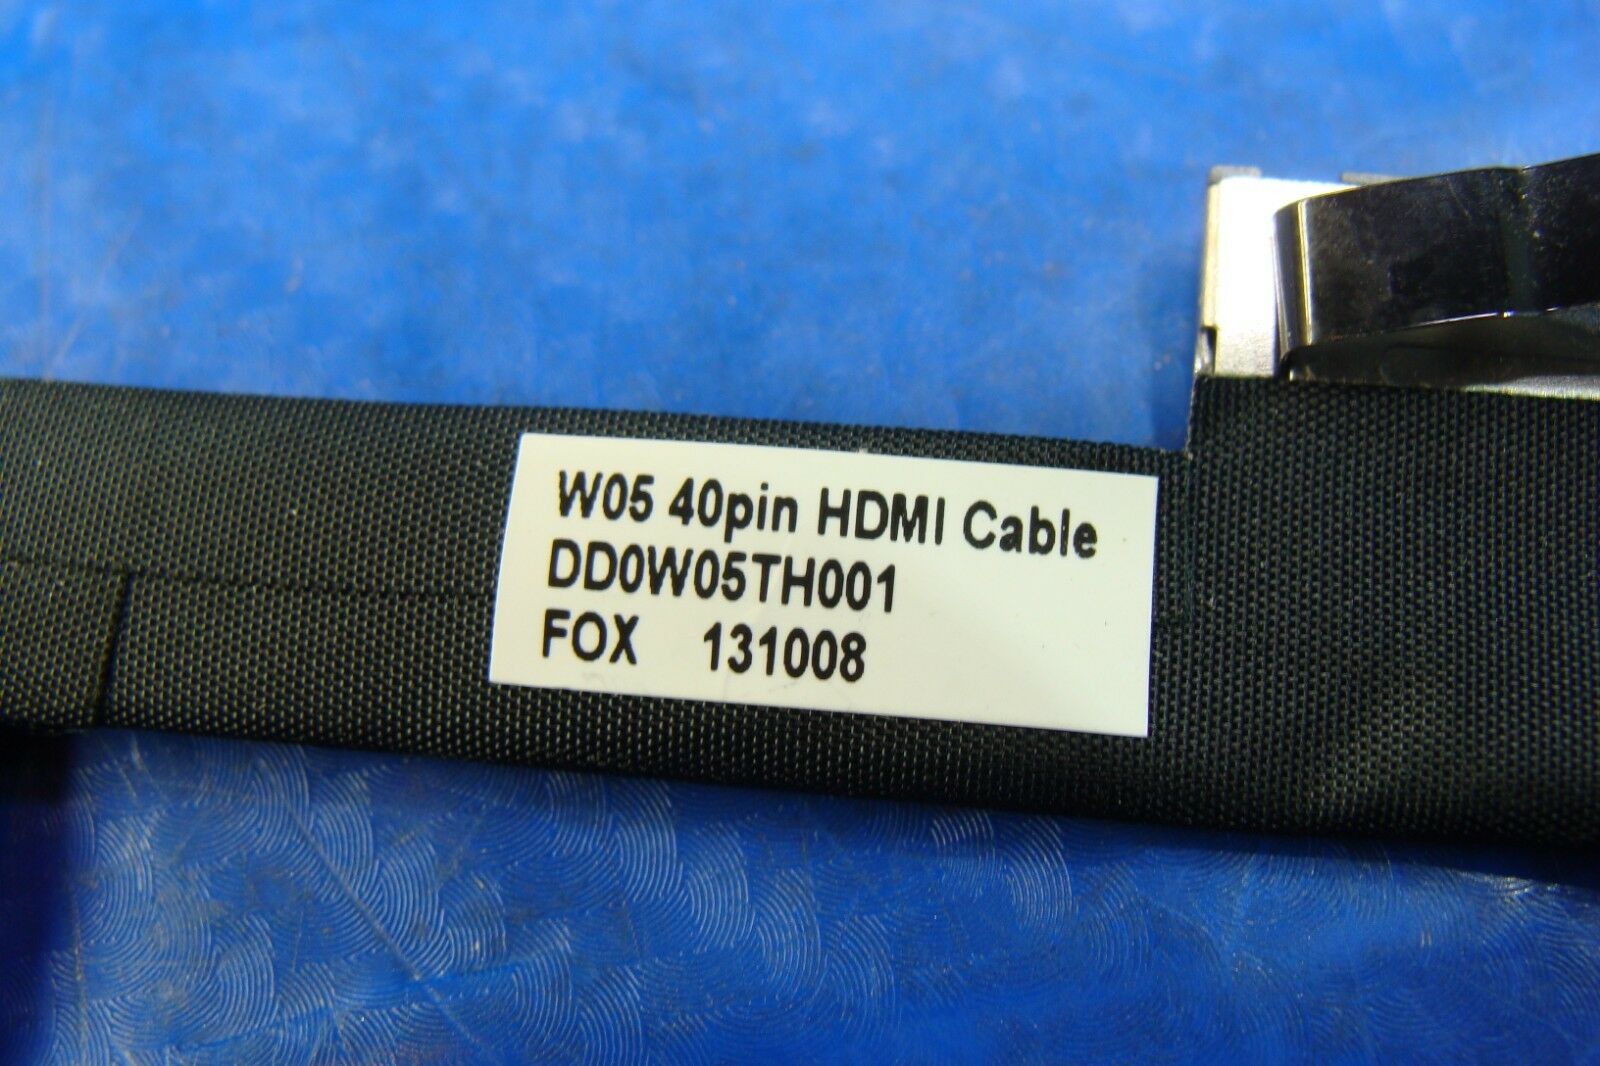 W05 40pin HDMI Cable
DD0W05TH001
FOX 131008